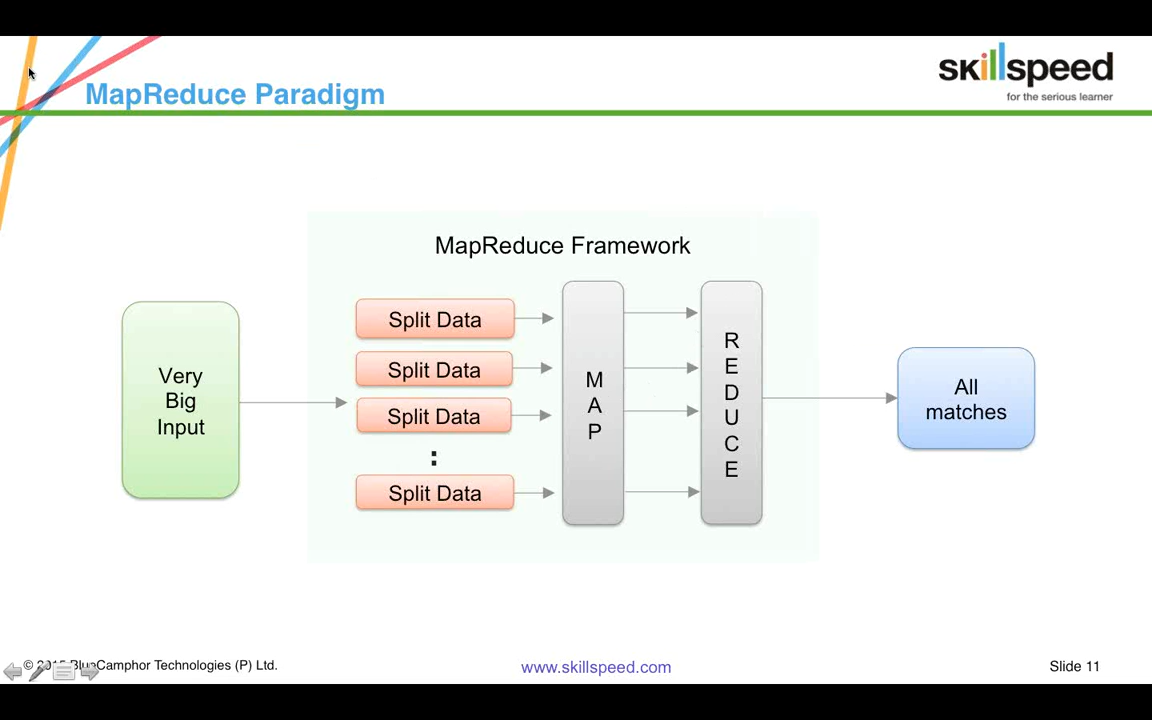 skillspeed
for the serious learner
MapReduce Paradigm
MapReduce Framework
Very
Big
Input
Split Data
Split Data
Split Data
:
Split Data
M
A
P
R
E
D
U
C
E
All
matches
© BlueCamphor Technologies (P) Ltd.
www.skillspeed.com
Slide 11